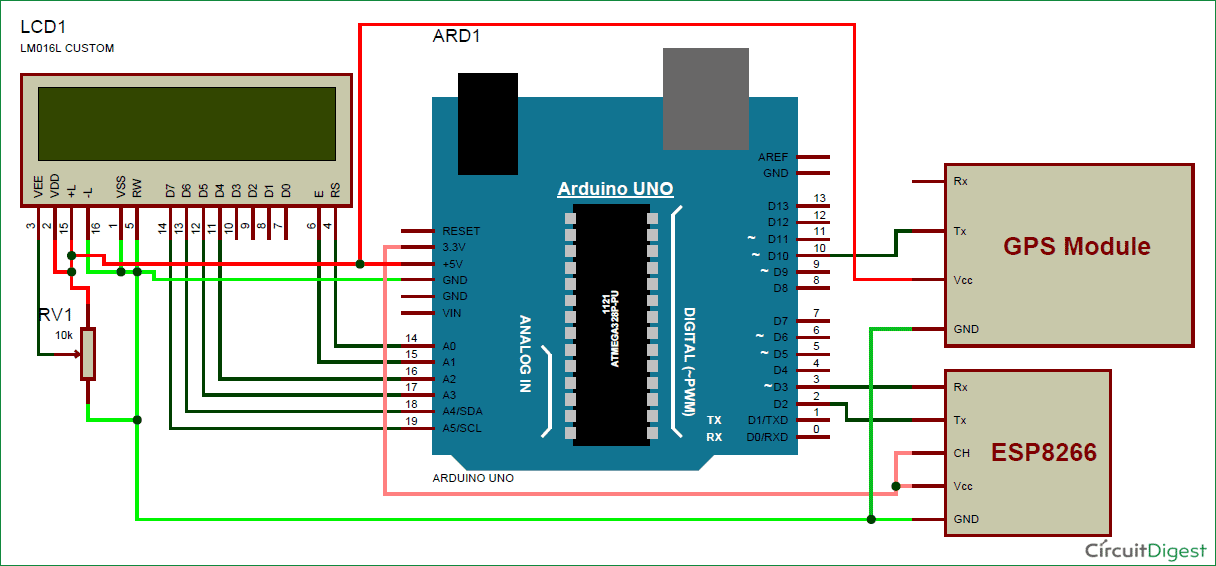 LCD1
LM016L CUSTOM
VEE
VDD
+L
-L
VSS
RW
D7
D6
D5
D4
D3
D2
D1
D0
E
RS
3
2
15
16
1
5
14
13
12
11
10
9
8
7
6
4
RV1
10k
ARD1
Arduino UNO
RESET
3.3V
+5V
GND
GND
VIN
14 A0
15 A1
16 A2
17 A3
18 A4/SDA
19 A5/SCL
ANALOG IN
1121
ATMEGA328P-PU
DIGITAL (~PWM)
AREF
GND
D13 13
D12 12
~ D11 11
~ D10 10
~ D9 9
D8 8
D7 7
~ D6 6
~ D5 5
D4 4
~ D3 3
D2 2
TX D1/TXD 1
RX D0/RXD 0
ARDUINO UNO
Rx
Tx
Vcc
GND
GPS Module
Rx
Tx
CH
Vcc
GND
ESP8266
CircuitDigest